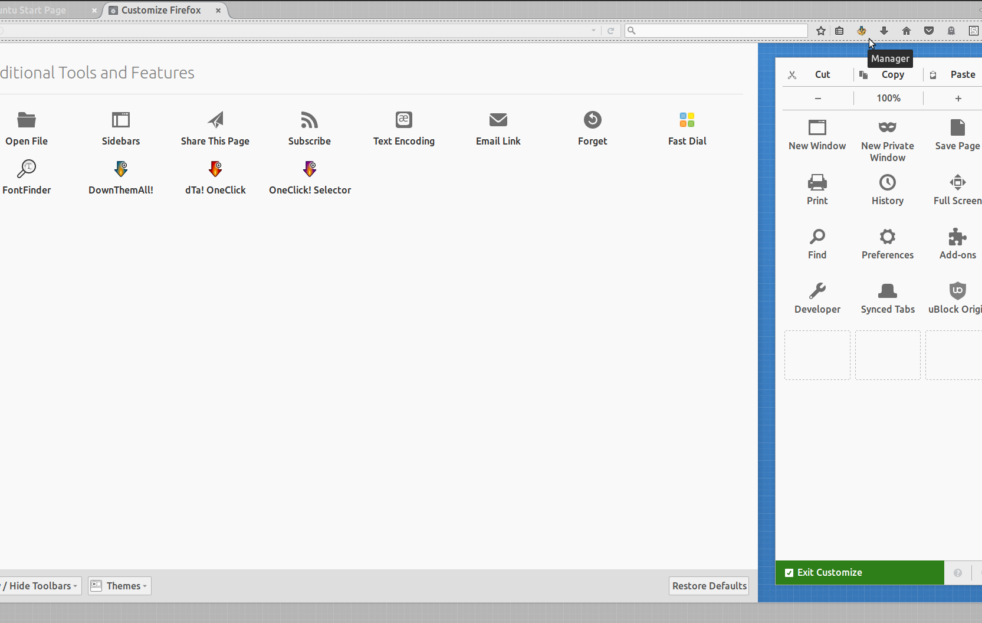 ntu Start Page
Customize Firefox
Manager
ditional Tools and Features
Cut
Copy
Paste
100%
Open File
Sidebars
Share This Page
Subscribe
Text Encoding
Email Link
Forget
Fast Dial
FontFinder
DownThemAll!
dTa! OneClick
OneClick! Selector
New Window
New Private
Window
Save Page
Print
History
Full Screen
Find
Preferences
Add-ons
Developer
Synced Tabs
uBlock Origi
Exit Customize
/ Hide Toolbars
Themes
Restore Defaults